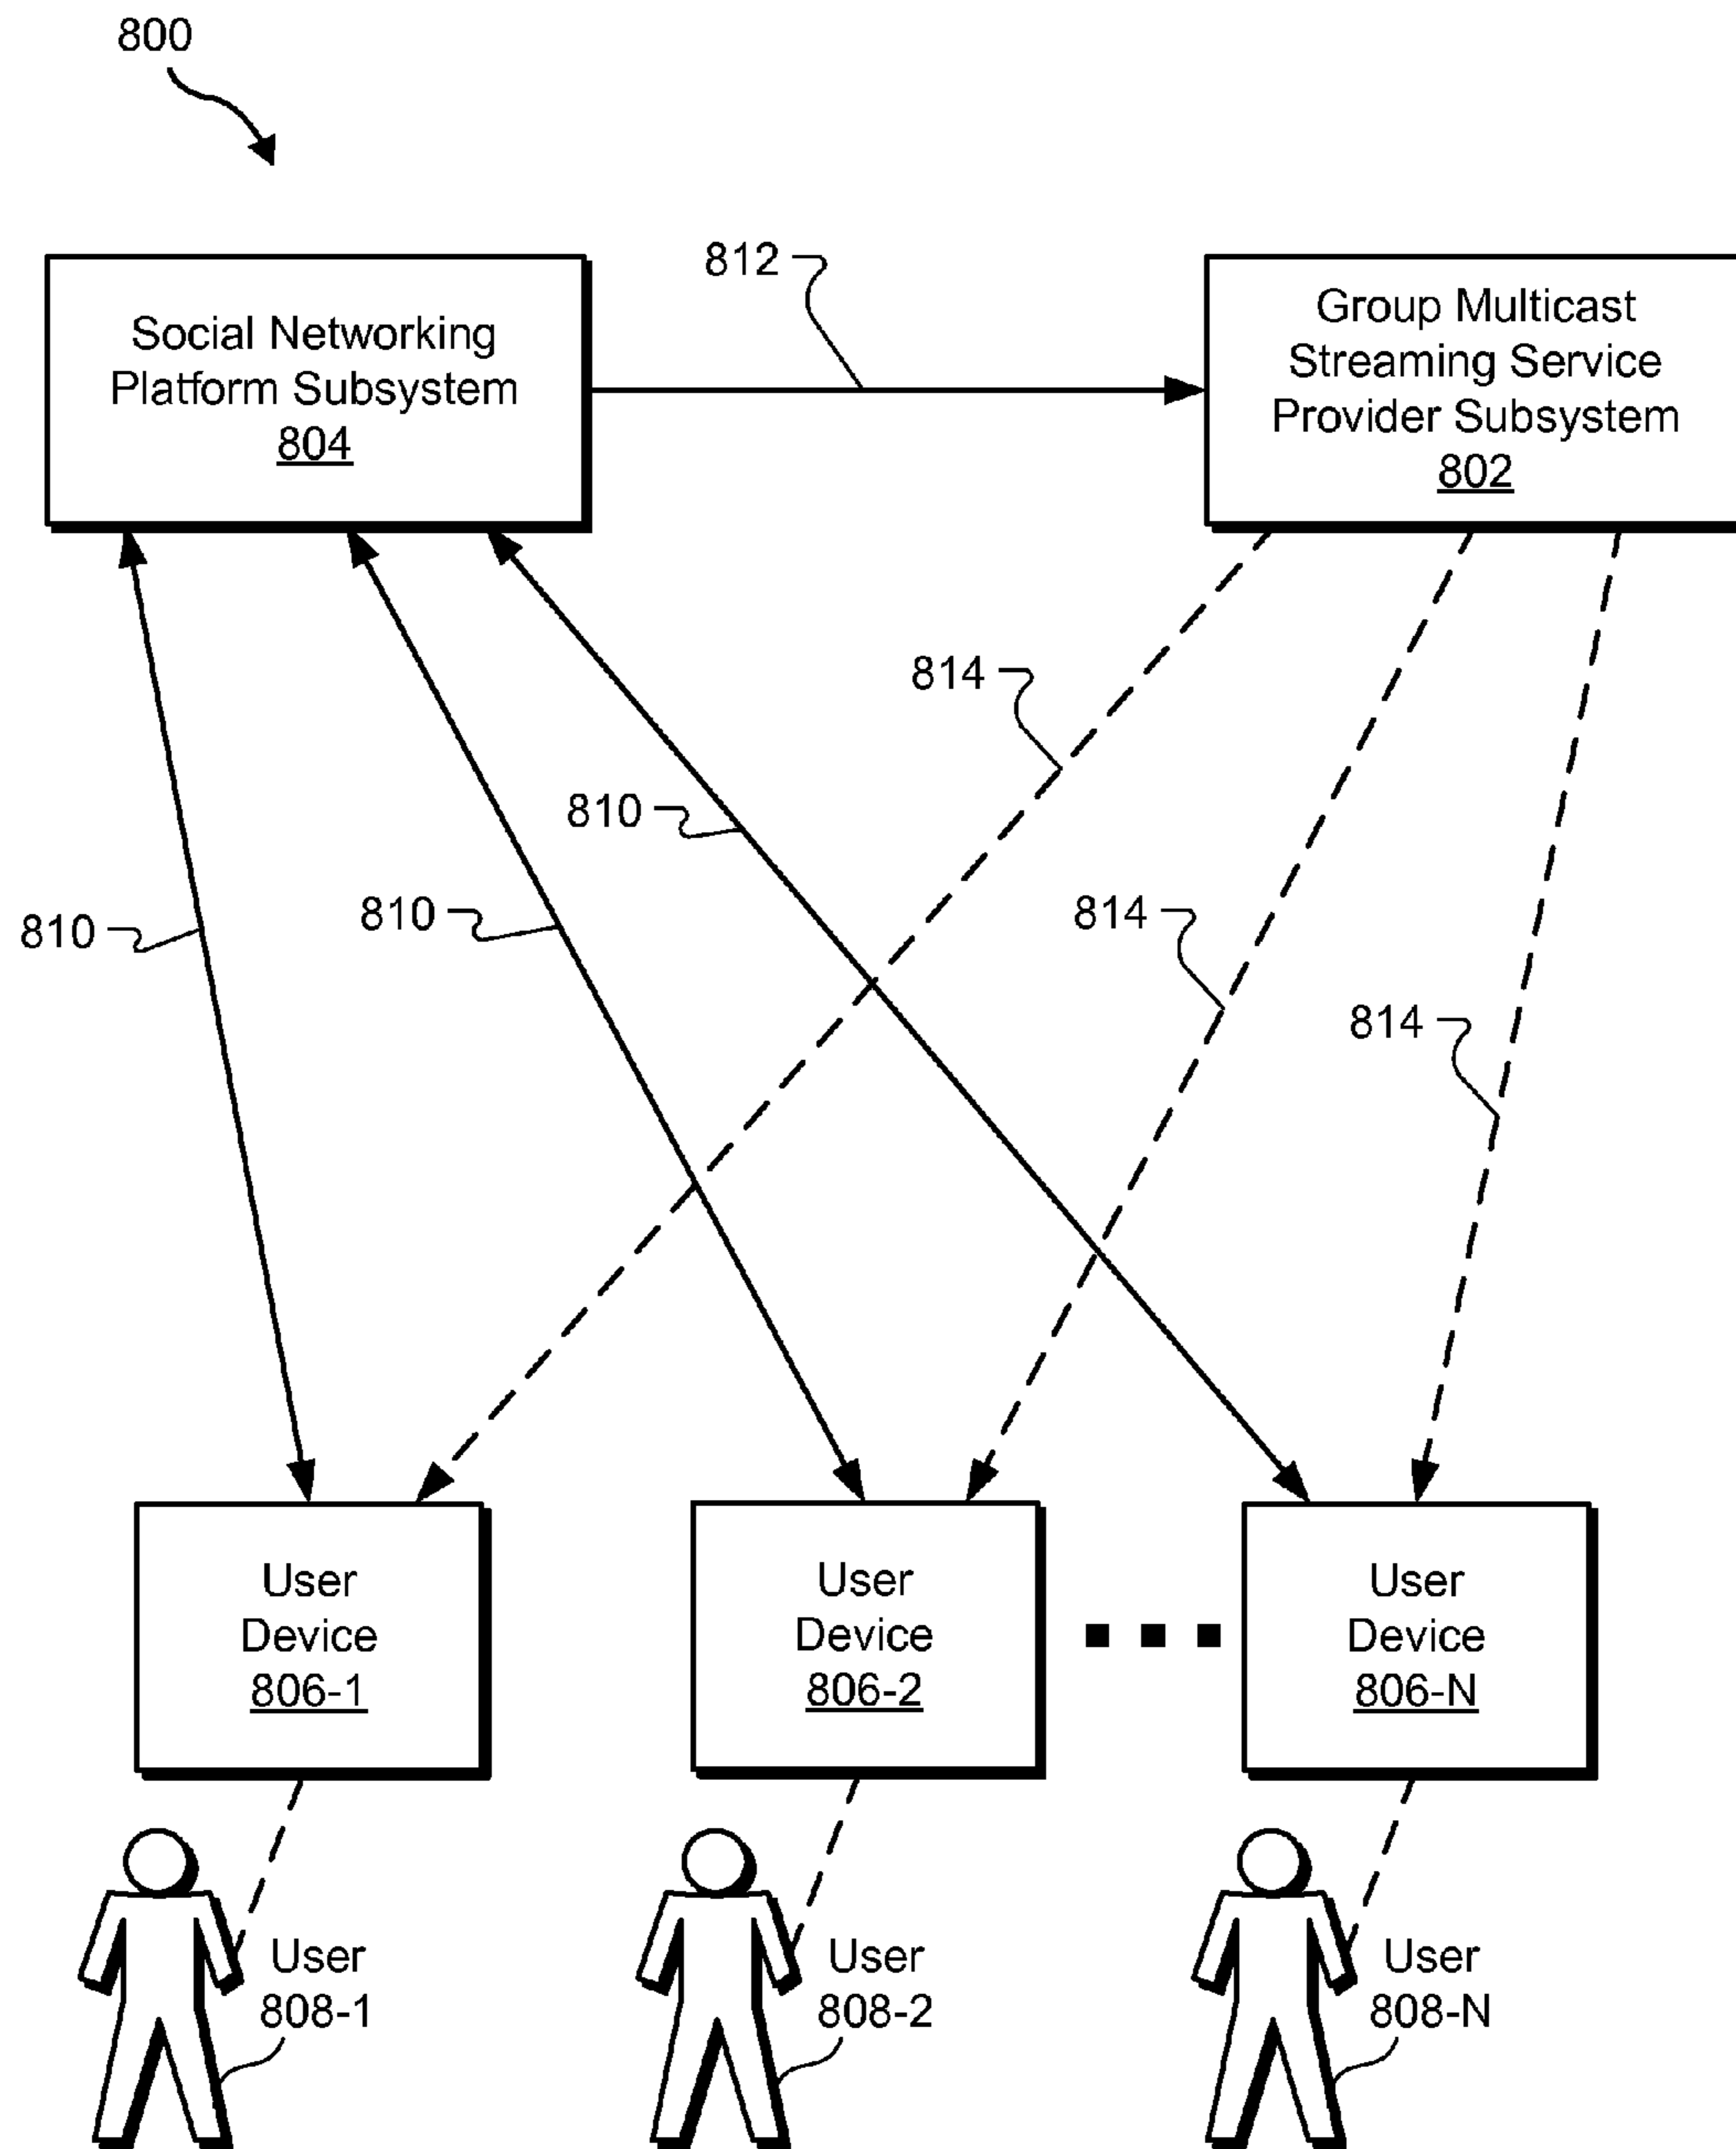 800
812
Social Networking
Platform Subsystem
804
Group Multicast
Streaming Service
Provider Subsystem
802
814
810
810
814
810
814
User
Device
806-1
User
Device
806-2
User
Device
806-N
User
808-1
User
808-2
User
808-N